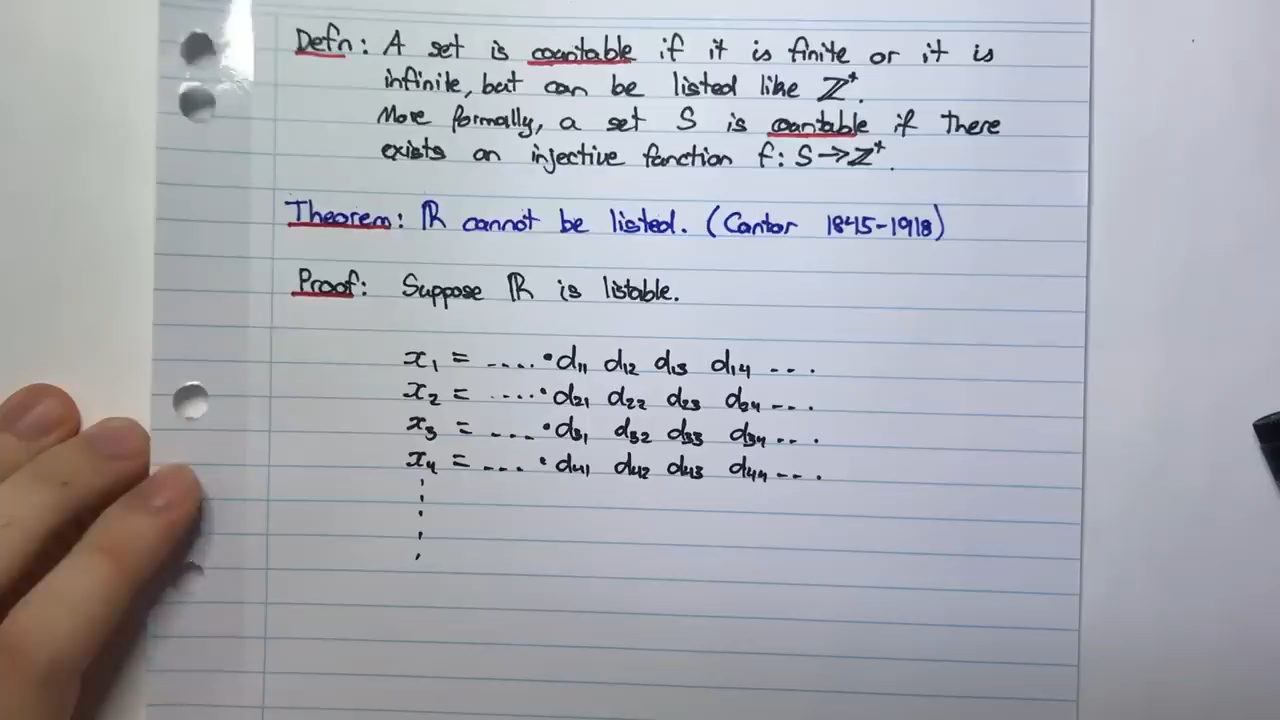 Defn: A set is countable if it is finite or it is
infinite, but can be listed like ℤ⁺.
More formally, a set S is countable if there
exists an injective function f: S→ℤ⁺.
Theorem: ℝ cannot be listed. (Cantor 1845-1918)
Proof: Suppose ℝ is listable.
x₁ = ....•d₁₁ d₁₂ d₁₃ d₁₄ ...
x₂ = ....•d₂₁ d₂₂ d₂₃ d₂₄ ...
x₃ = ....•d₃₁ d₃₂ d₃₃ d₃₄ ...
x₄ = ....•d₄₁ d₄₂ d₄₃ d₄₄ ...